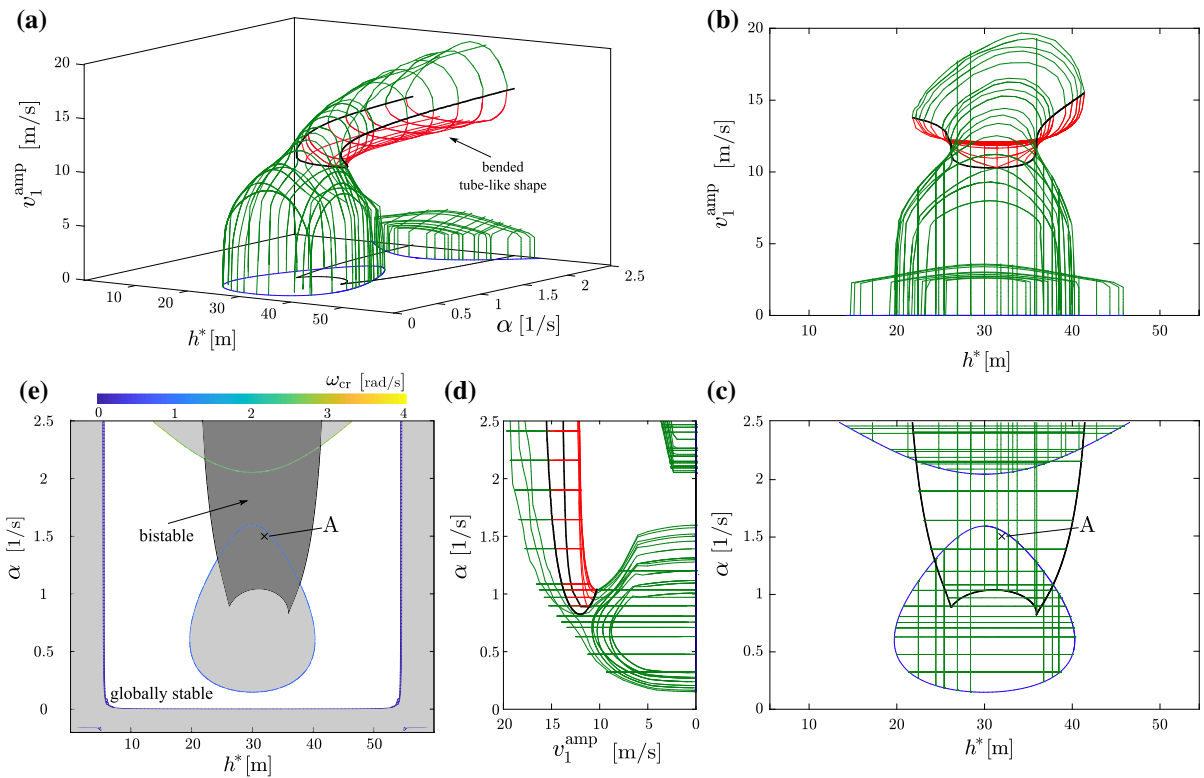 (a)
20
15
10
5
0
v₁ᵃᵐᵖ [m/s]
10
20
30
40
50
h* [m]
0
0.5
1
1.5
2
2.5
α [1/s]
bended
tube-like shape
(b)
20
15
10
5
0
v₁ᵃᵐᵖ [m/s]
10 20 30 40 50
h* [m]
(e)
ω_cr [rad/s]
0 1 2 3 4
2.5
2
1.5
1
0.5
0
α [1/s]
bistable
A
globally stable
0 10 20 30 40 50
h* [m]
(d)
2.5
2
1.5
1
0.5
0
α [1/s]
20 15 10 5 0
v₁ᵃᵐᵖ [m/s]
(c)
2.5
2
1.5
1
0.5
0
α [1/s]
A
10 20 30 40 50
h* [m]